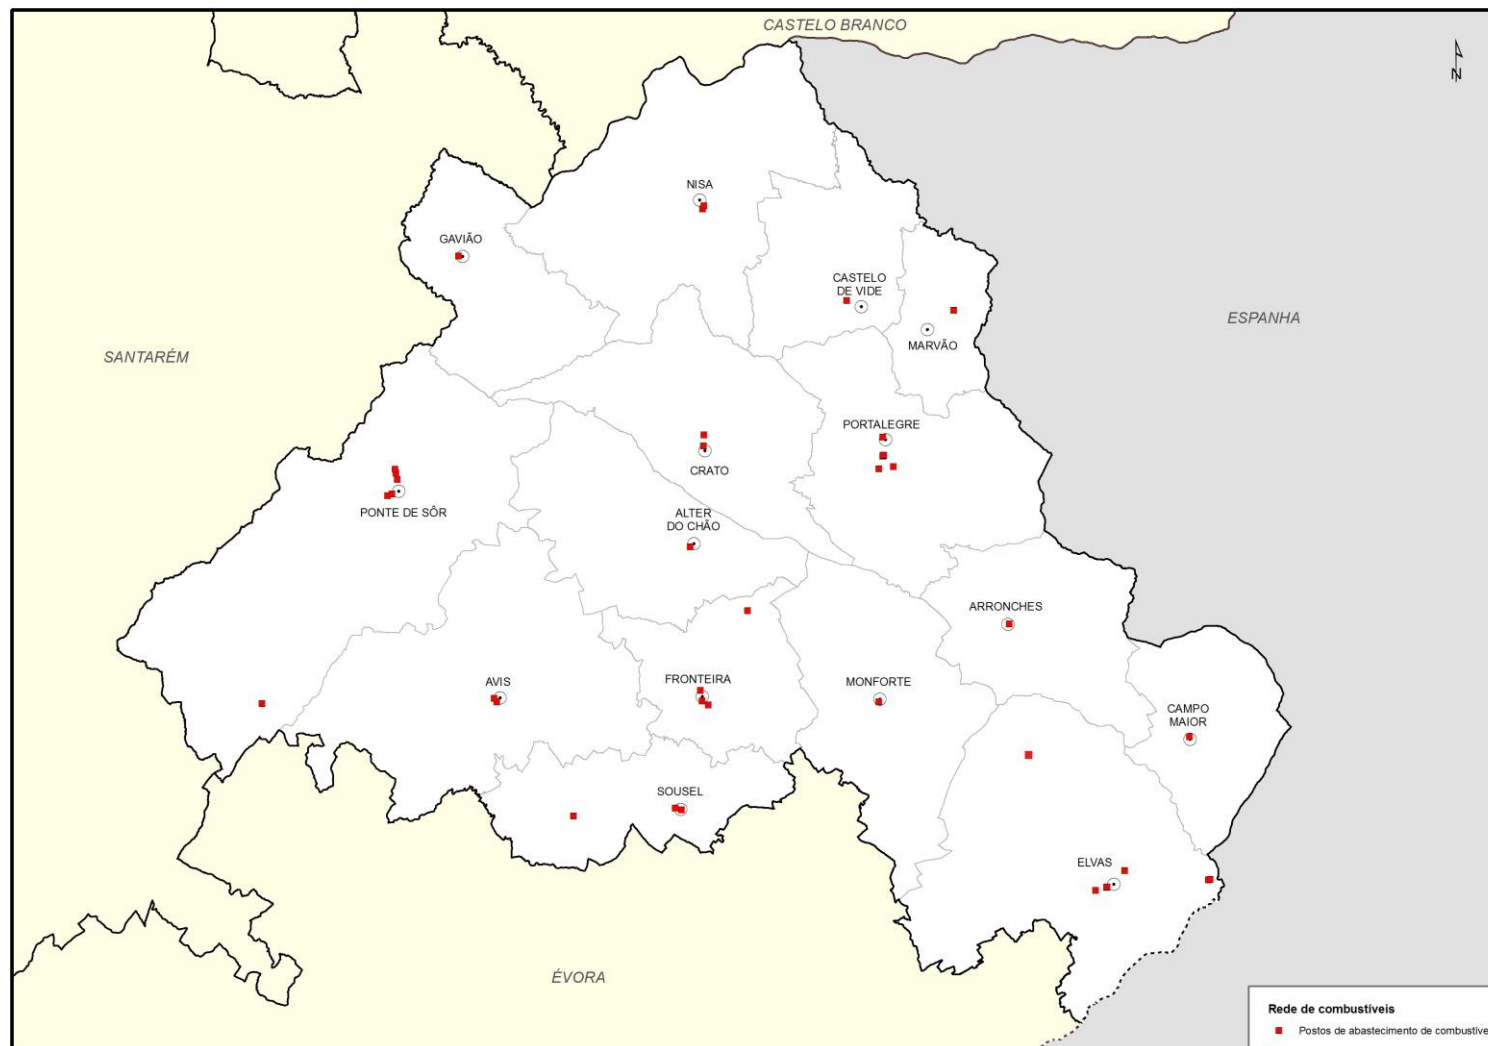 CASTELO BRANCO
N
NISA
GAVIÃO
CASTELO
DE VIDE
ESPANHA
MARVÃO
SANTARÉM
PORTALEGRE
CRATO
PONTE DE SÔR
ALTER
DO CHÃO
ARRONCHES
AVIS
FRONTEIRA
MONFORTE
CAMPO
MAIOR
SOUSEL
ELVAS
ÉVORA
Rede de combustíveis
Postos de abastecimento de combustíve